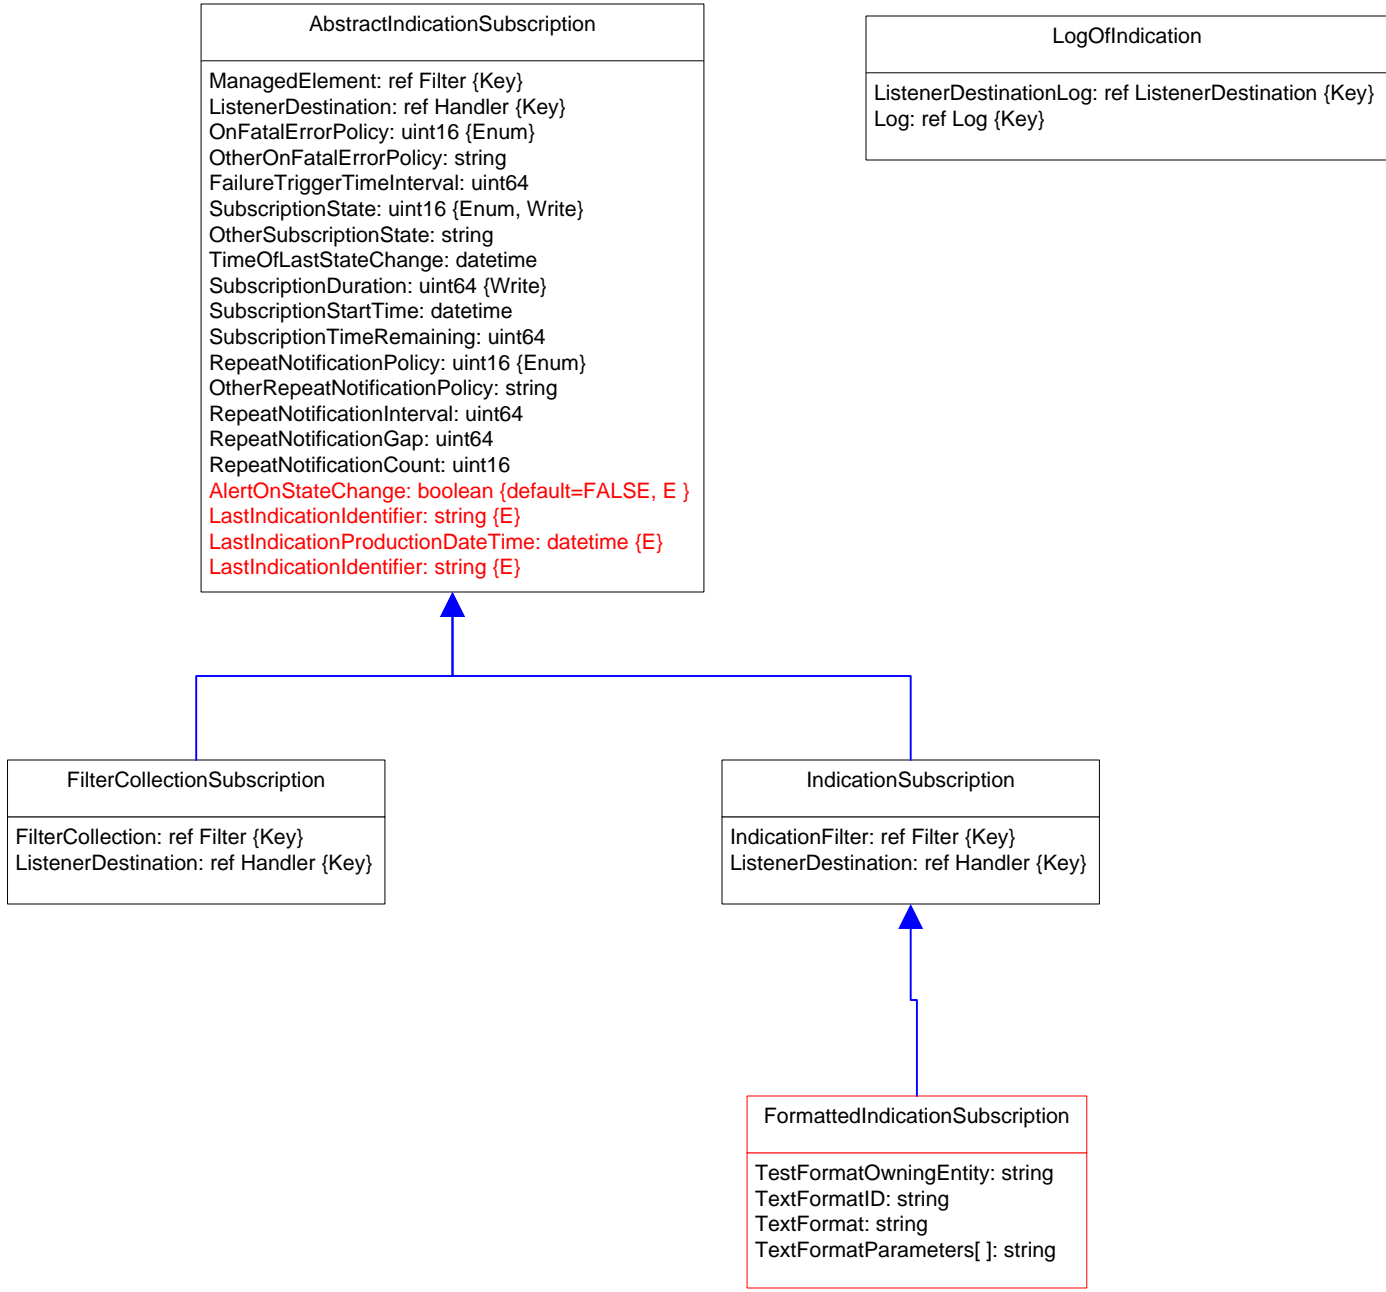 AbstractIndicationSubscription
ManagedElement: ref Filter {Key}
ListenerDestination: ref Handler {Key}
OnFatalErrorPolicy: uint16 {Enum}
OtherOnFatalErrorPolicy: string
FailureTriggerTimeInterval: uint64
SubscriptionState: uint16 {Enum, Write}
OtherSubscriptionState: string
TimeOfLastStateChange: datetime
SubscriptionDuration: uint64 {Write}
SubscriptionStartTime: datetime
SubscriptionTimeRemaining: uint64
RepeatNotificationPolicy: uint16 {Enum}
OtherRepeatNotificationPolicy: string
RepeatNotificationInterval: uint64
RepeatNotificationGap: uint64
RepeatNotificationCount: uint16
AlertOnStateChange: boolean {default=FALSE, E }
LastIndicationIdentifier: string {E}
LastIndicationProductionDateTime: datetime {E}
LastIndicationIdentifier: string {E}
LogOfIndication
ListenerDestinationLog: ref ListenerDestination {Key}
Log: ref Log {Key}
FilterCollectionSubscription
FilterCollection: ref Filter {Key}
ListenerDestination: ref Handler {Key}
IndicationSubscription
IndicationFilter: ref Filter {Key}
ListenerDestination: ref Handler {Key}
FormattedIndicationSubscription
TestFormatOwningEntity: string
TextFormatID: string
TextFormat: string
TextFormatParameters[ ]: string